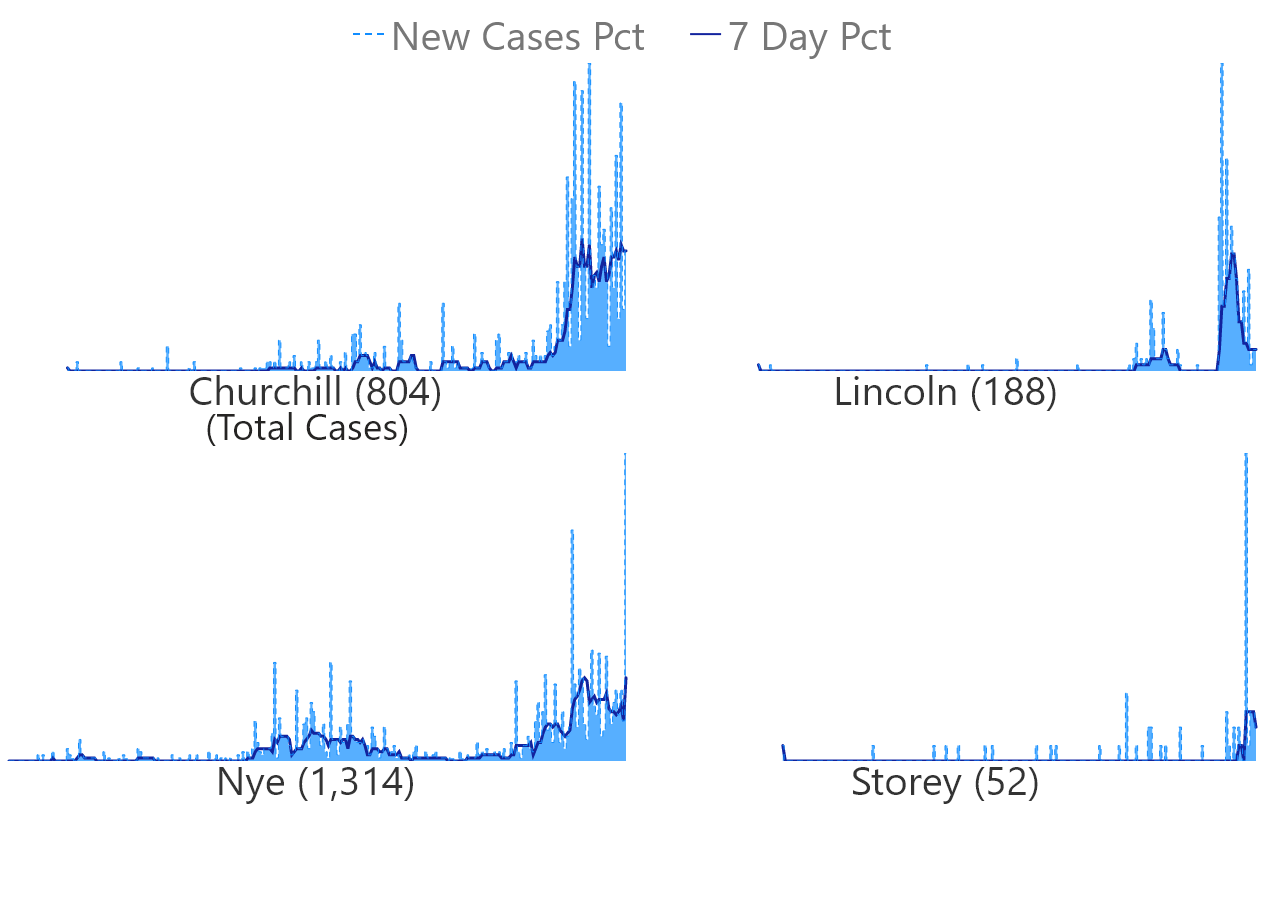 New Cases Pct 7 Day Pct
Churchill (804)
(Total Cases)
Lincoln (188)
Nye (1,314)
Storey (52)